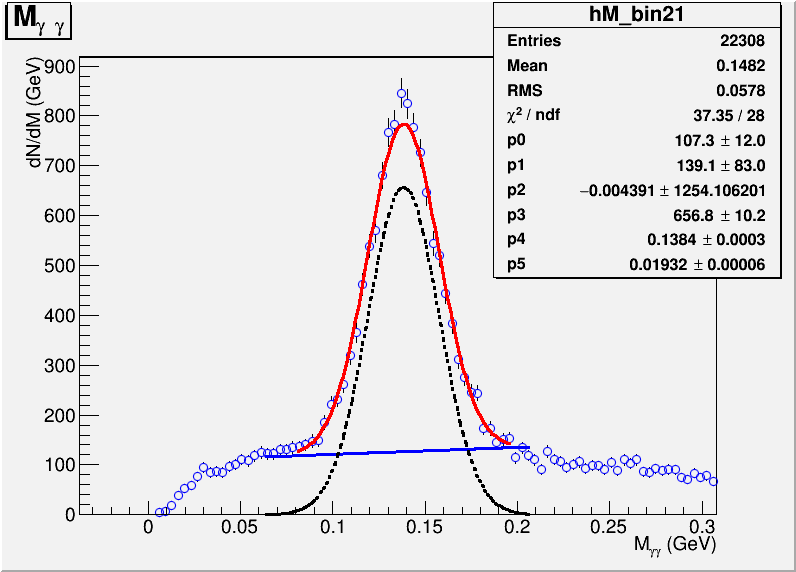 M γ γ
hM_bin21
Entries 22308
Mean 0.1482
RMS 0.0578
χ² / ndf 37.35 / 28
p0 107.3 ± 12.0
p1 139.1 ± 83.0
p2 −0.004391 ± 1254.106201
p3 656.8 ± 10.2
p4 0.1384 ± 0.0003
p5 0.01932 ± 0.00006
dN/dM (GeV)
900
800
700
600
500
400
300
200
100
0
0 0.05 0.1 0.15 0.2 0.25 0.3
Mγγ (GeV)